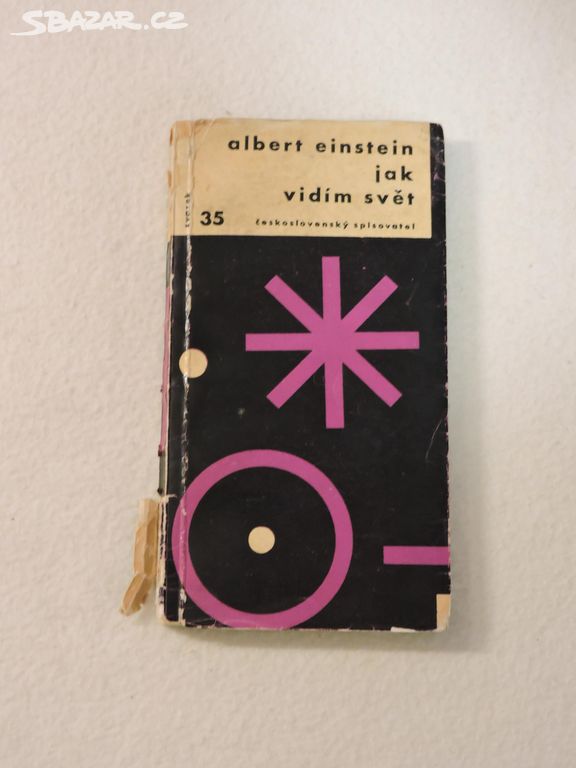 SBAZAR.CZ
albert einstein
jak
vidím svět
35
československý spisovatel